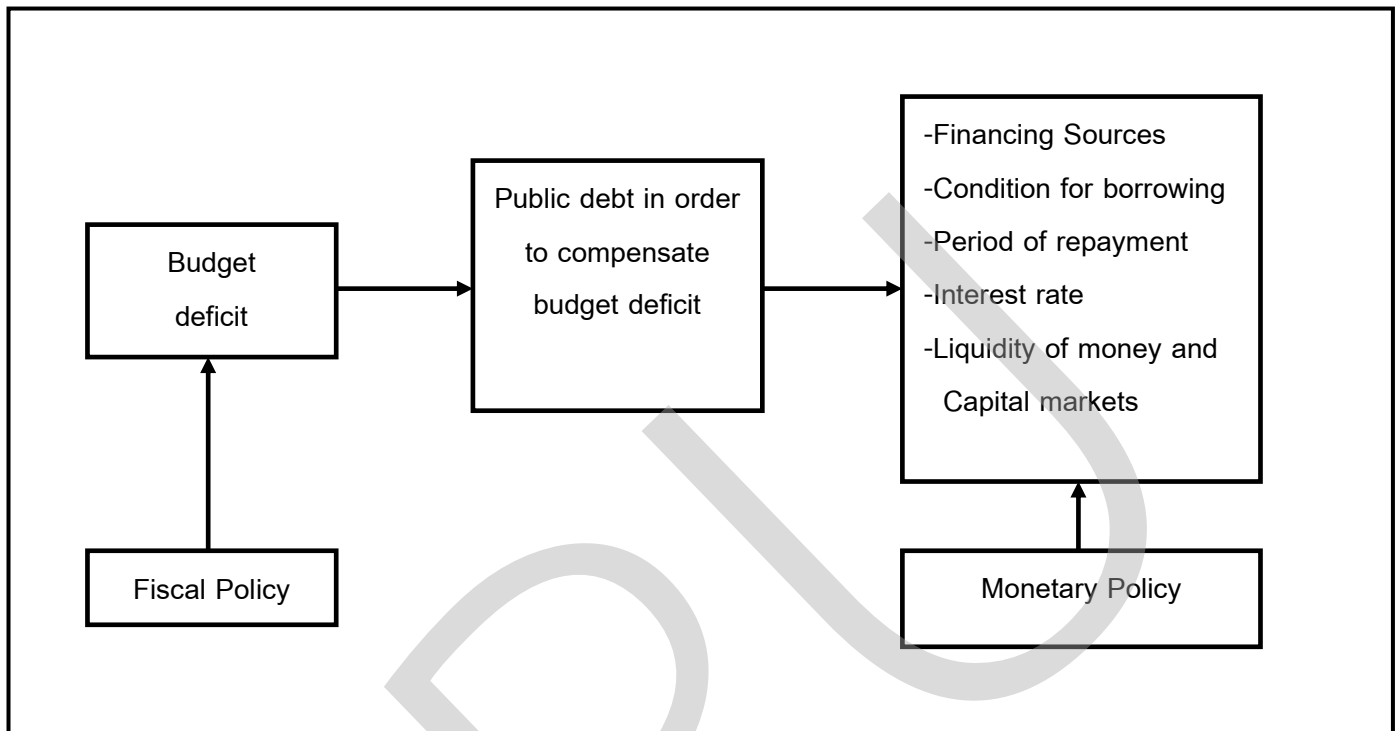 Budget
deficit
Public debt in order
to compensate
budget deficit
-Financing Sources
-Condition for borrowing
-Period of repayment
-Interest rate
-Liquidity of money and
Capital markets
Fiscal Policy
Monetary Policy